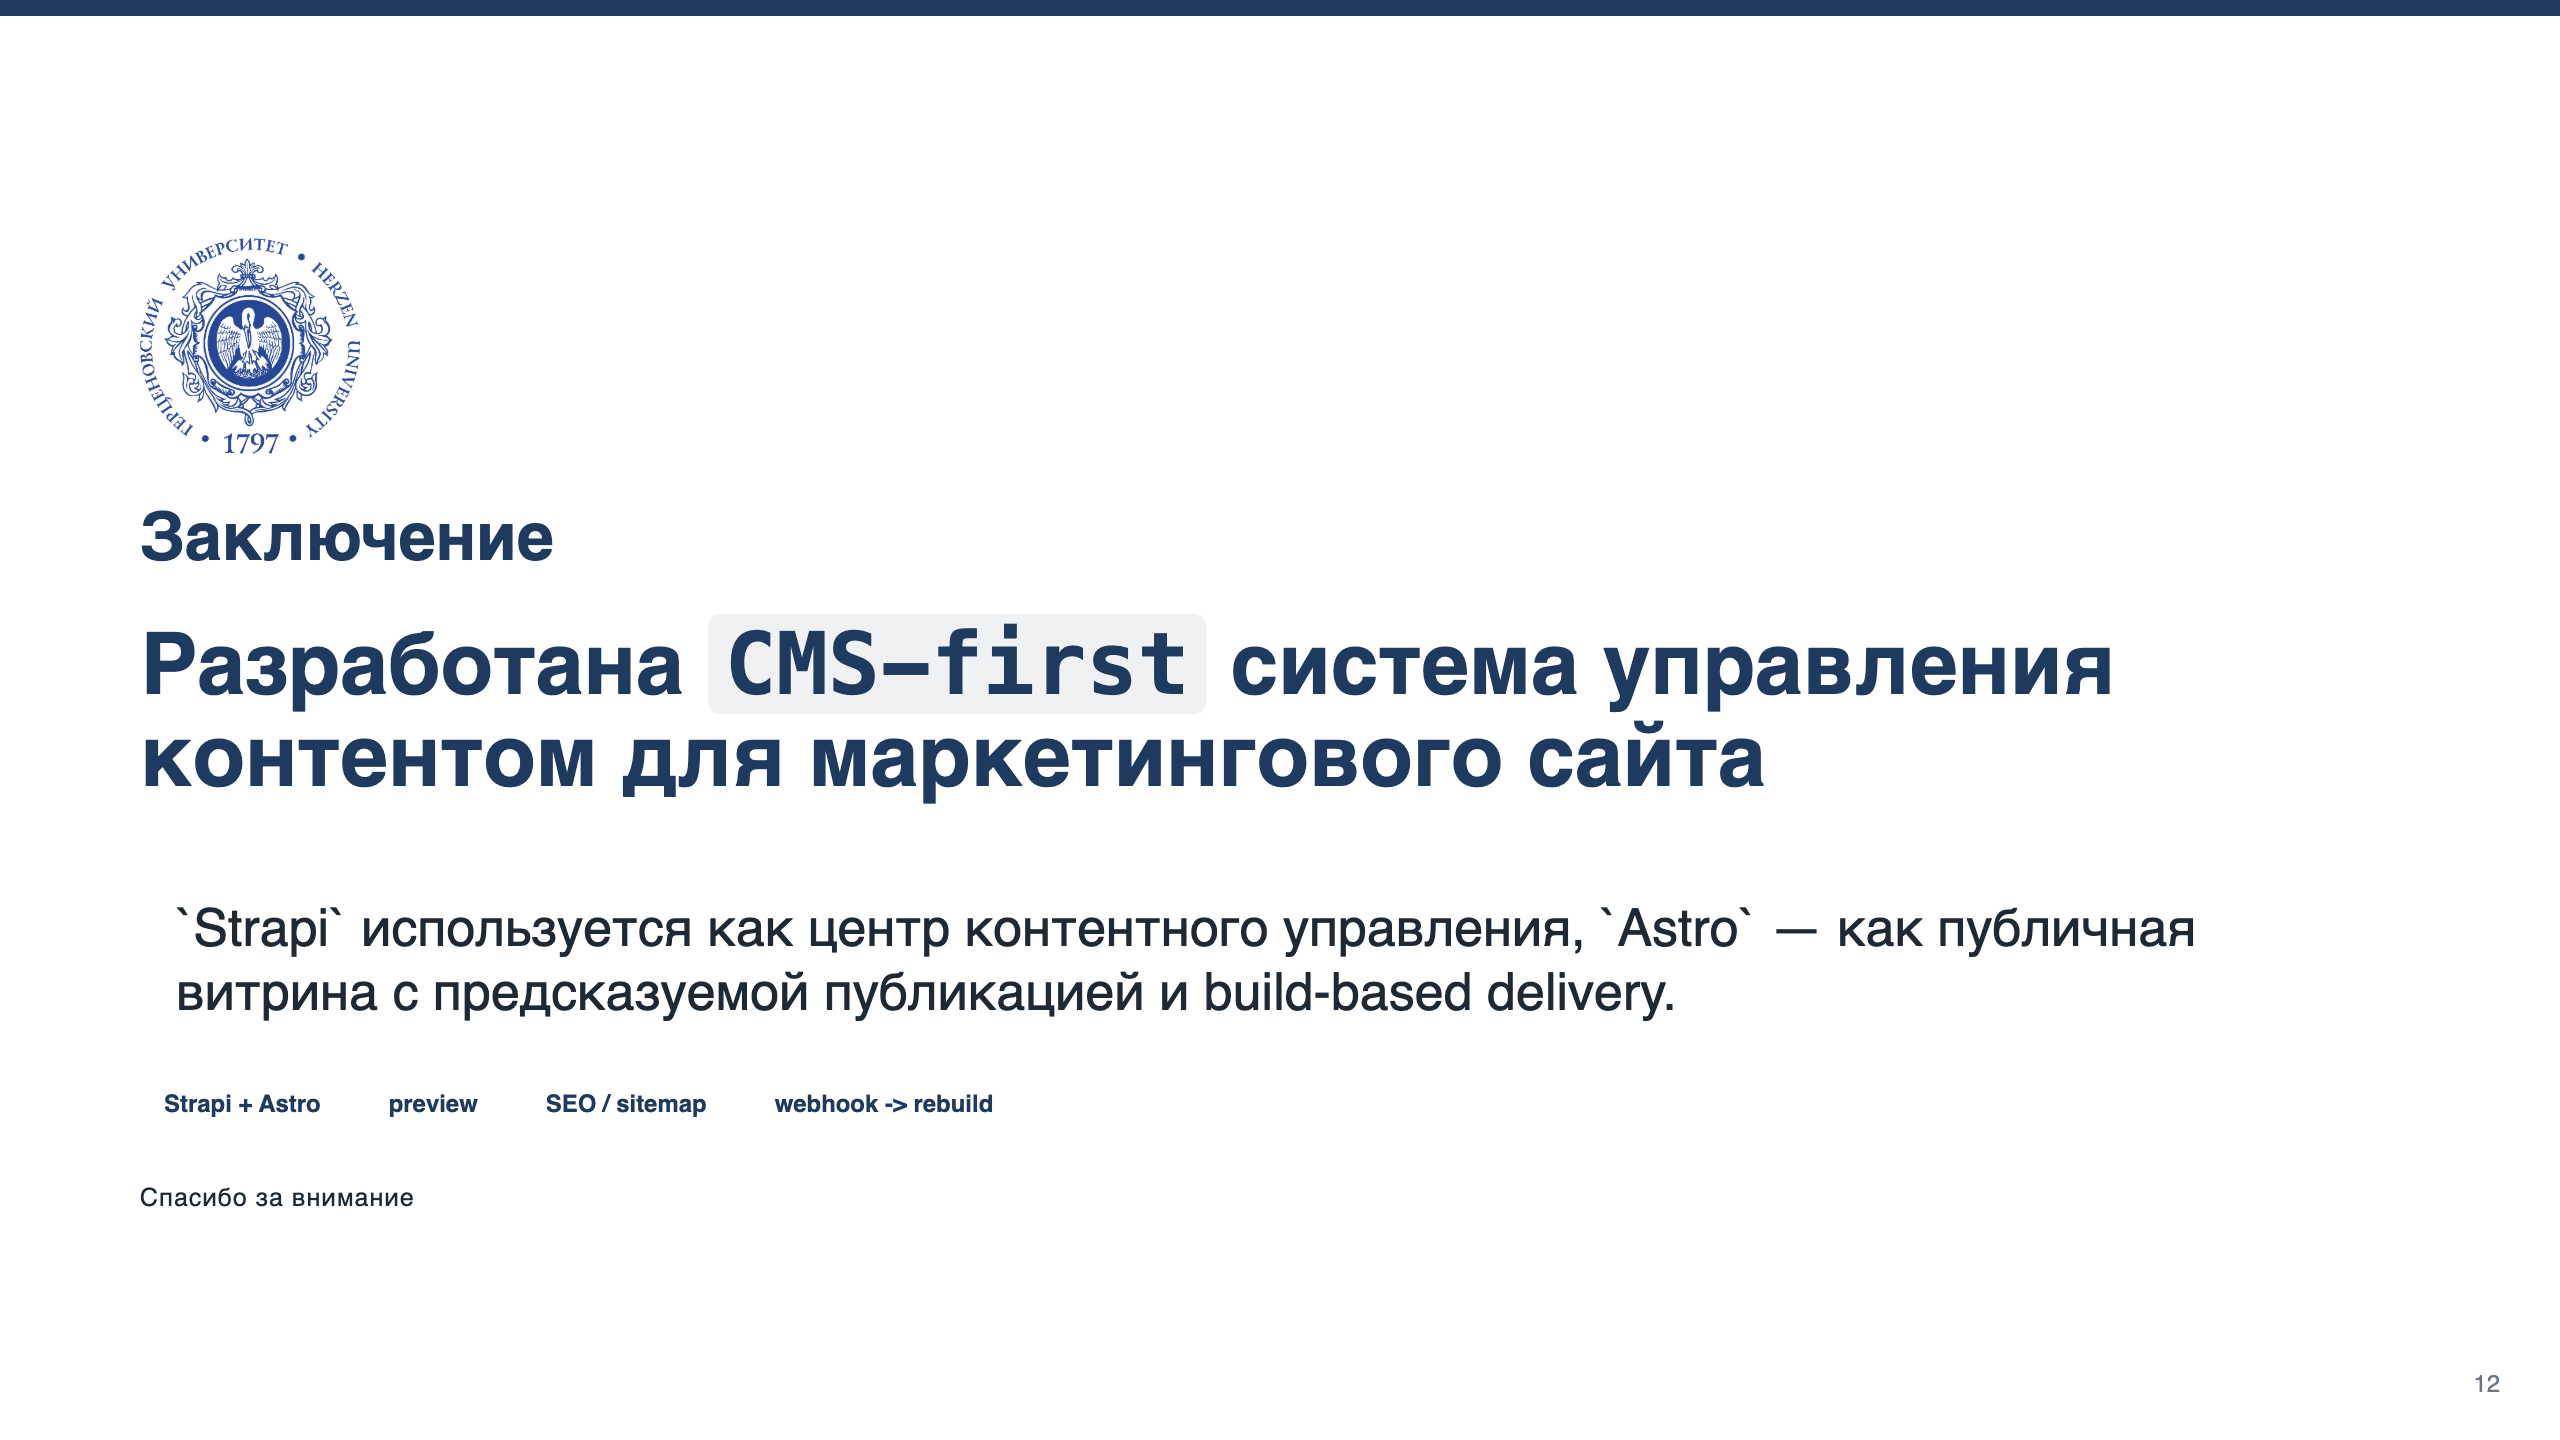 ГЕРЦЕНОВСКИЙ УНИВЕРСИТЕТ • HERZEN UNIVERSITY
• 1797 •
Заключение
Разработана CMS-first система управления
контентом для маркетингового сайта
`Strapi` используется как центр контентного управления, `Astro` — как публичная
витрина с предсказуемой публикацией и build-based delivery.
Strapi + Astro preview SEO / sitemap webhook -> rebuild
Спасибо за внимание
12